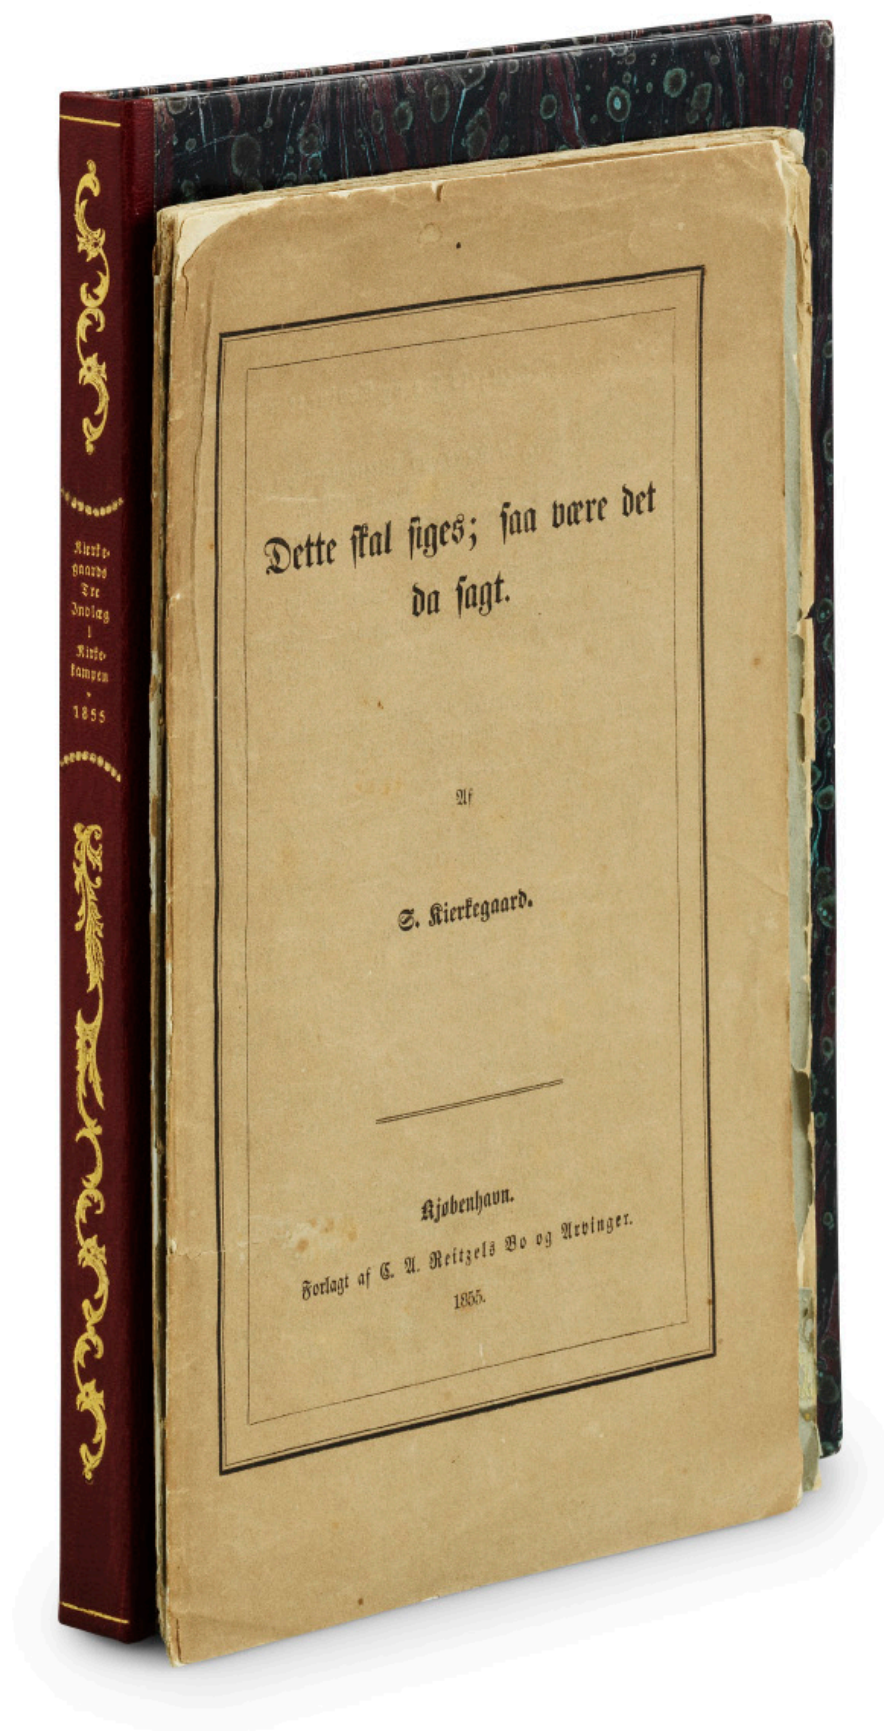 Kierke-
gaards
Tre
Indlæg
i
Kirke-
kampen
1855
Dette skal siges; saa være det
da sagt.
Af
S. Kierkegaard.
Kjøbenhavn.
Forlagt af C. A. Reitzels Bo og Arvinger.
1855.